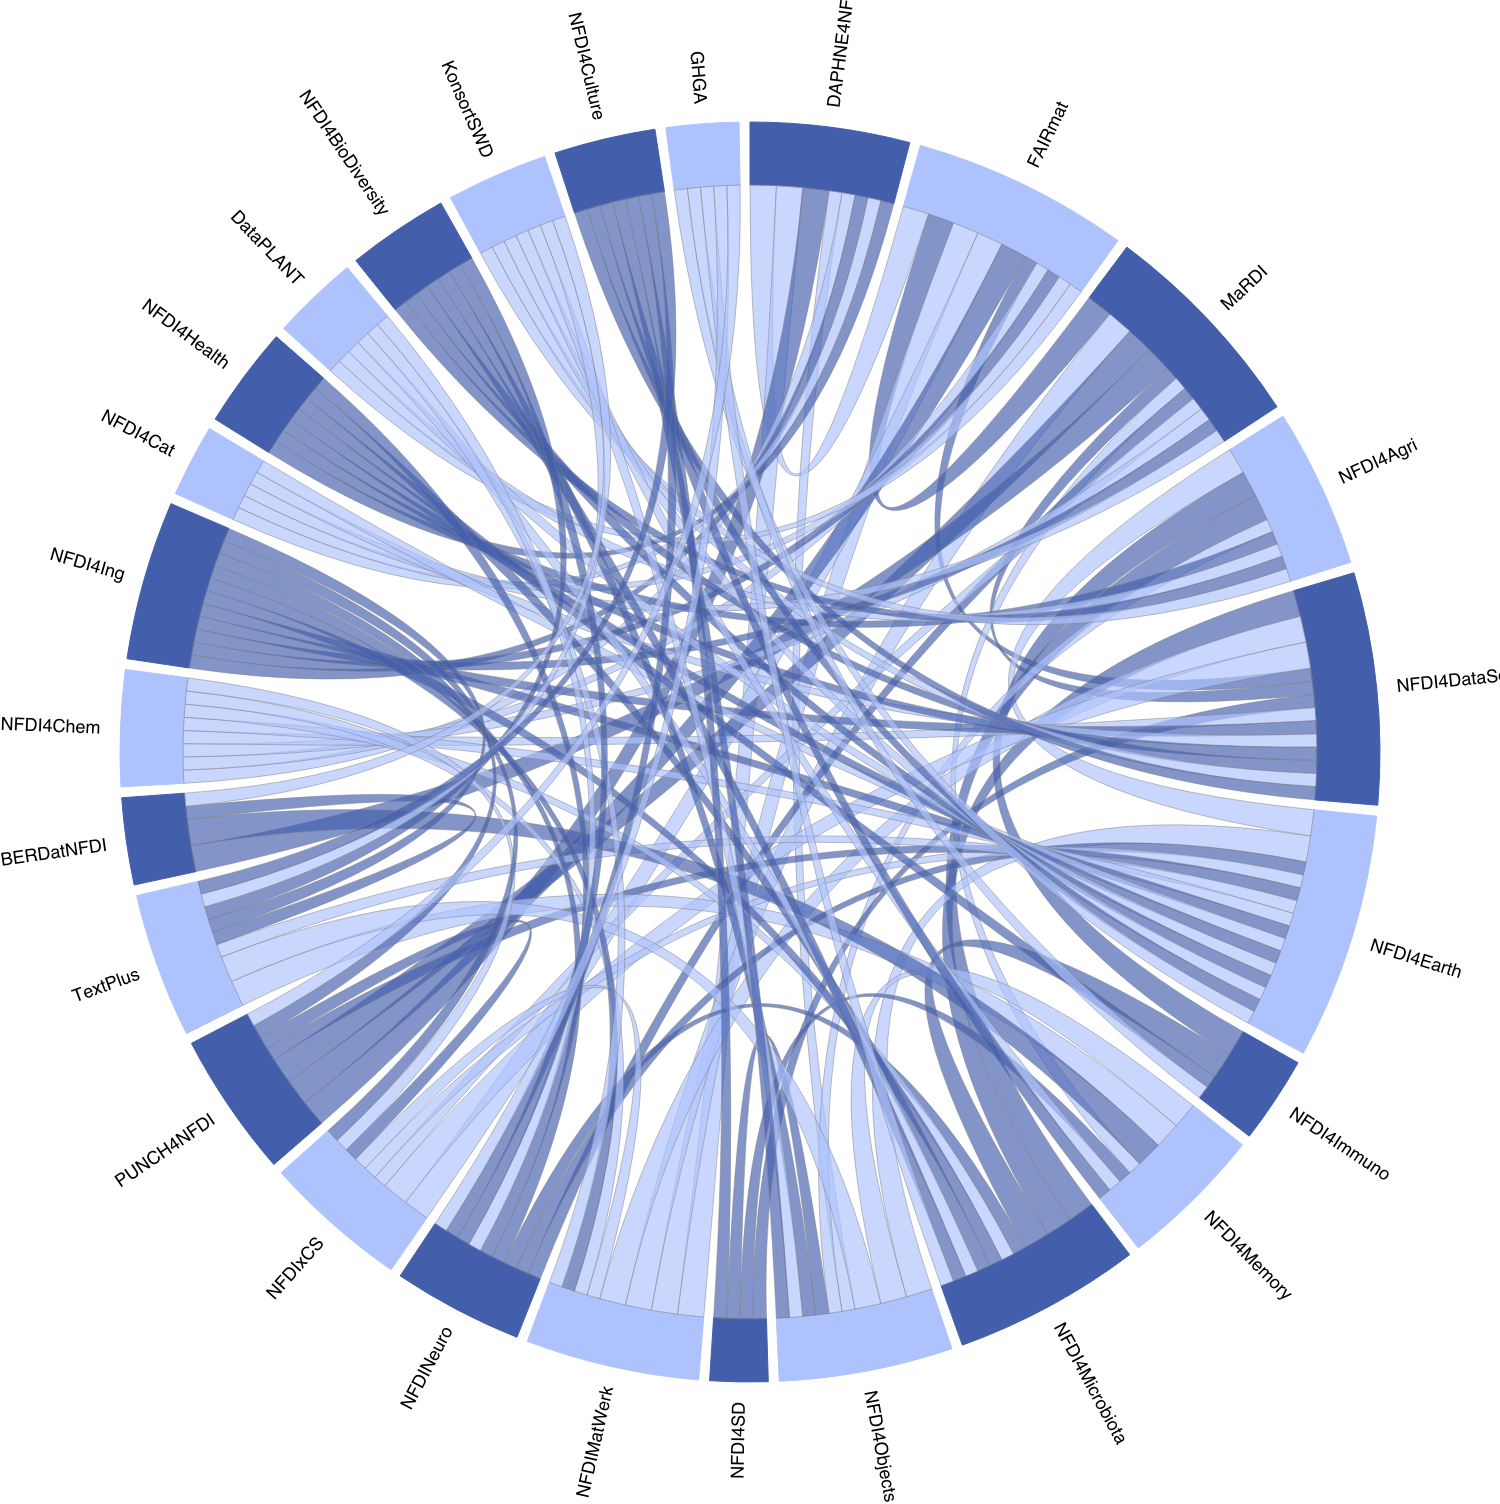 GHGA
DAPHNE4NF
FAIRmat
MaRDI
NFDI4Agri
NFDI4DataSc
NFDI4Earth
NFDI4Immuno
NFDI4Memory
NFDI4Microbiota
NFDI4Objects
NFDI4SD
NFDIMatWerk
NFDINeuro
NFDIxCS
PUNCH4NFDI
TextPlus
BERDatNFDI
NFDI4Chem
NFDI4Ing
NFDI4Cat
NFDI4Health
DataPLANT
NFDI4BioDiversity
KonsortSWD
NFDI4Culture